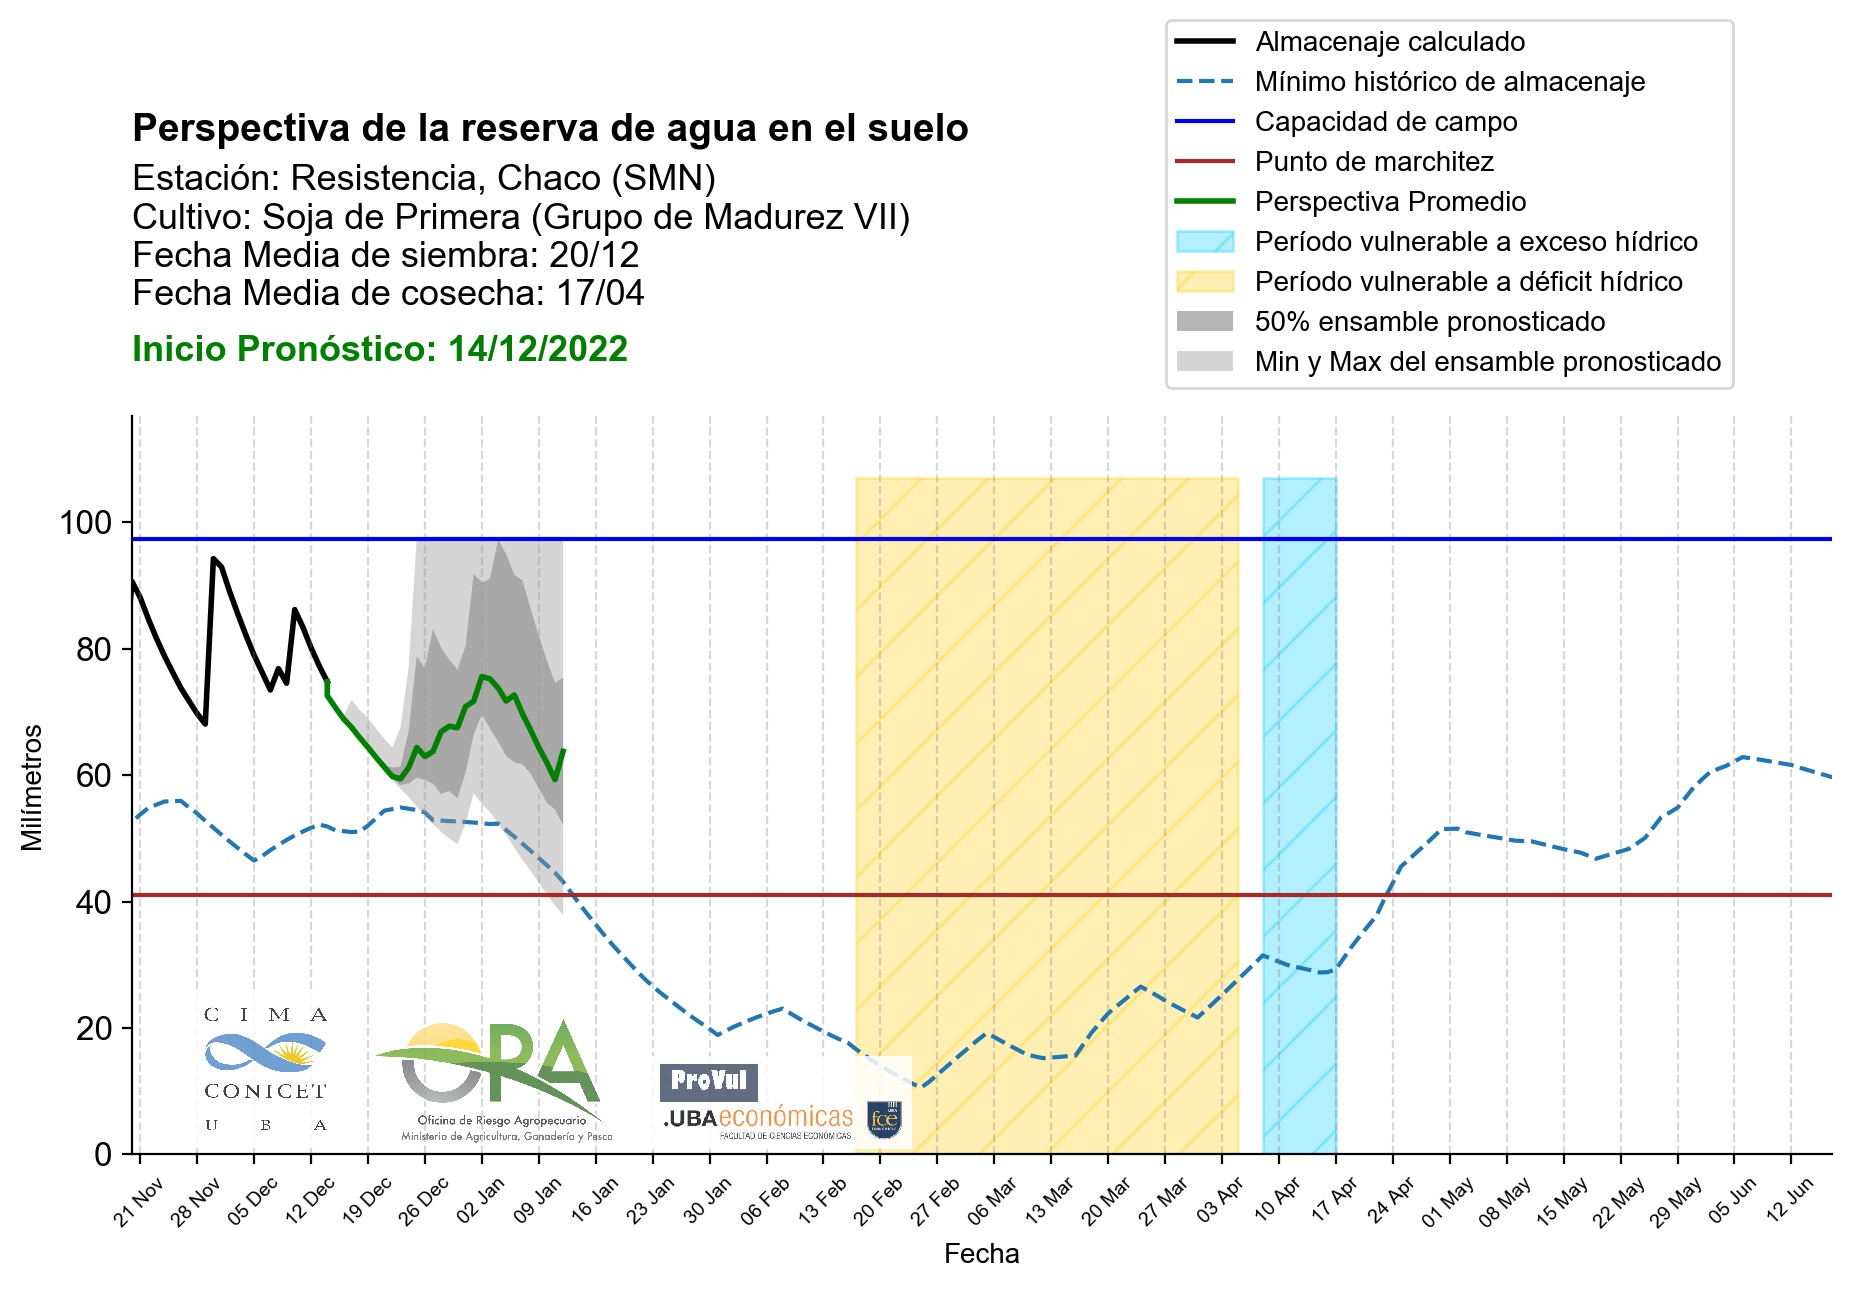 Almacenaje calculado
Mínimo histórico de almacenaje
Capacidad de campo
Punto de marchitez
Perspectiva Promedio
Período vulnerable a exceso hídrico
Período vulnerable a déficit hídrico
50% ensamble pronosticado
Min y Max del ensamble pronosticado
Perspectiva de la reserva de agua en el suelo
Estación: Resistencia, Chaco (SMN)
Cultivo: Soja de Primera (Grupo de Madurez VII)
Fecha Media de siembra: 20/12
Fecha Media de cosecha: 17/04
Inicio Pronóstico: 14/12/2022
Milímetros
100
80
60
40
20
0
CIMA
CONICET
UBA
ORA
Oficina de Riesgo Agropecuario
Ministerio de Agricultura, Ganadería y Pesca
ProVul
.UBAeconómicas
FACULTAD DE CIENCIAS ECONÓMICAS
UBA
fce
21 Nov
28 Nov
05 Dec
12 Dec
19 Dec
26 Dec
02 Jan
09 Jan
16 Jan
23 Jan
30 Jan
06 Feb
13 Feb
20 Feb
27 Feb
06 Mar
13 Mar
20 Mar
27 Mar
03 Apr
10 Apr
17 Apr
24 Apr
01 May
08 May
15 May
22 May
29 May
05 Jun
12 Jun
Fecha